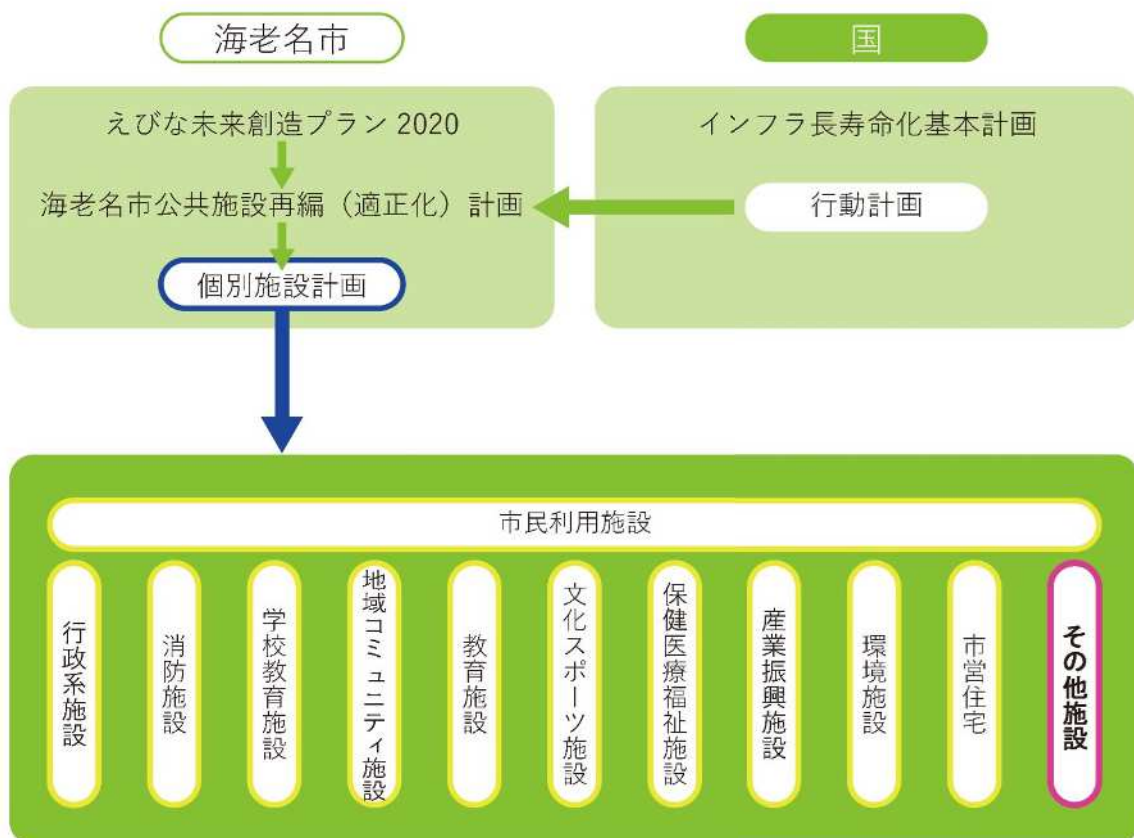 海老名市
国
えびな未来創造プラン 2020
インフラ長寿命化基本計画
海老名市公共施設再編（適正化）計画
行動計画
個別施設計画
市民利用施設
行政系施設
消防施設
学校教育施設
地域コミュニティ施設
教育施設
文化スポーツ施設
保健医療福祉施設
産業振興施設
環境施設
市営住宅
その他施設